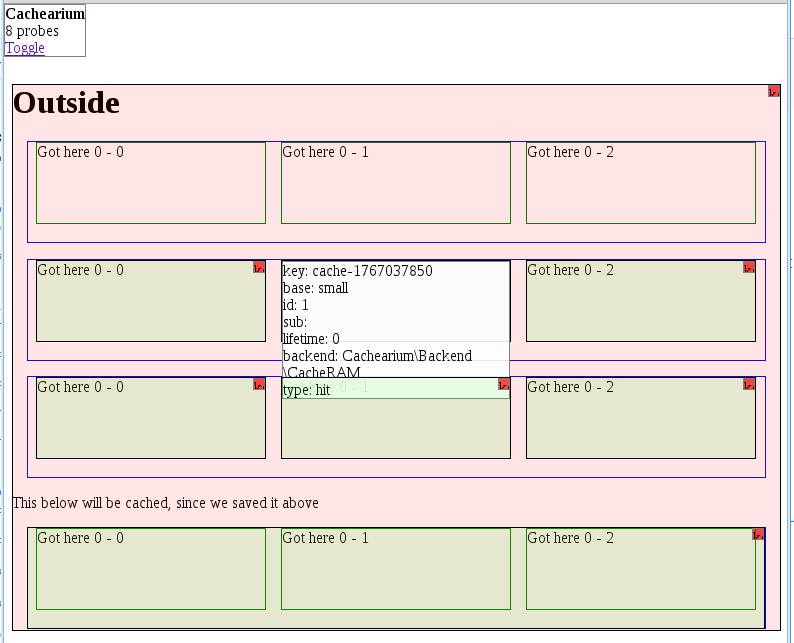 Cachearium
8 probes
Toggle
Outside
Got here 0 - 0
Got here 0 - 1
Got here 0 - 2
Got here 0 - 0
key: cache-1767037850
base: small
id: 1
sub:
lifetime: 0
backend: Cachearium\Backend
\CacheRAM
type: hit
Got here 0 - 2
Got here 0 - 0
Got here 0 - 2
This below will be cached, since we saved it above
Got here 0 - 0
Got here 0 - 1
Got here 0 - 2